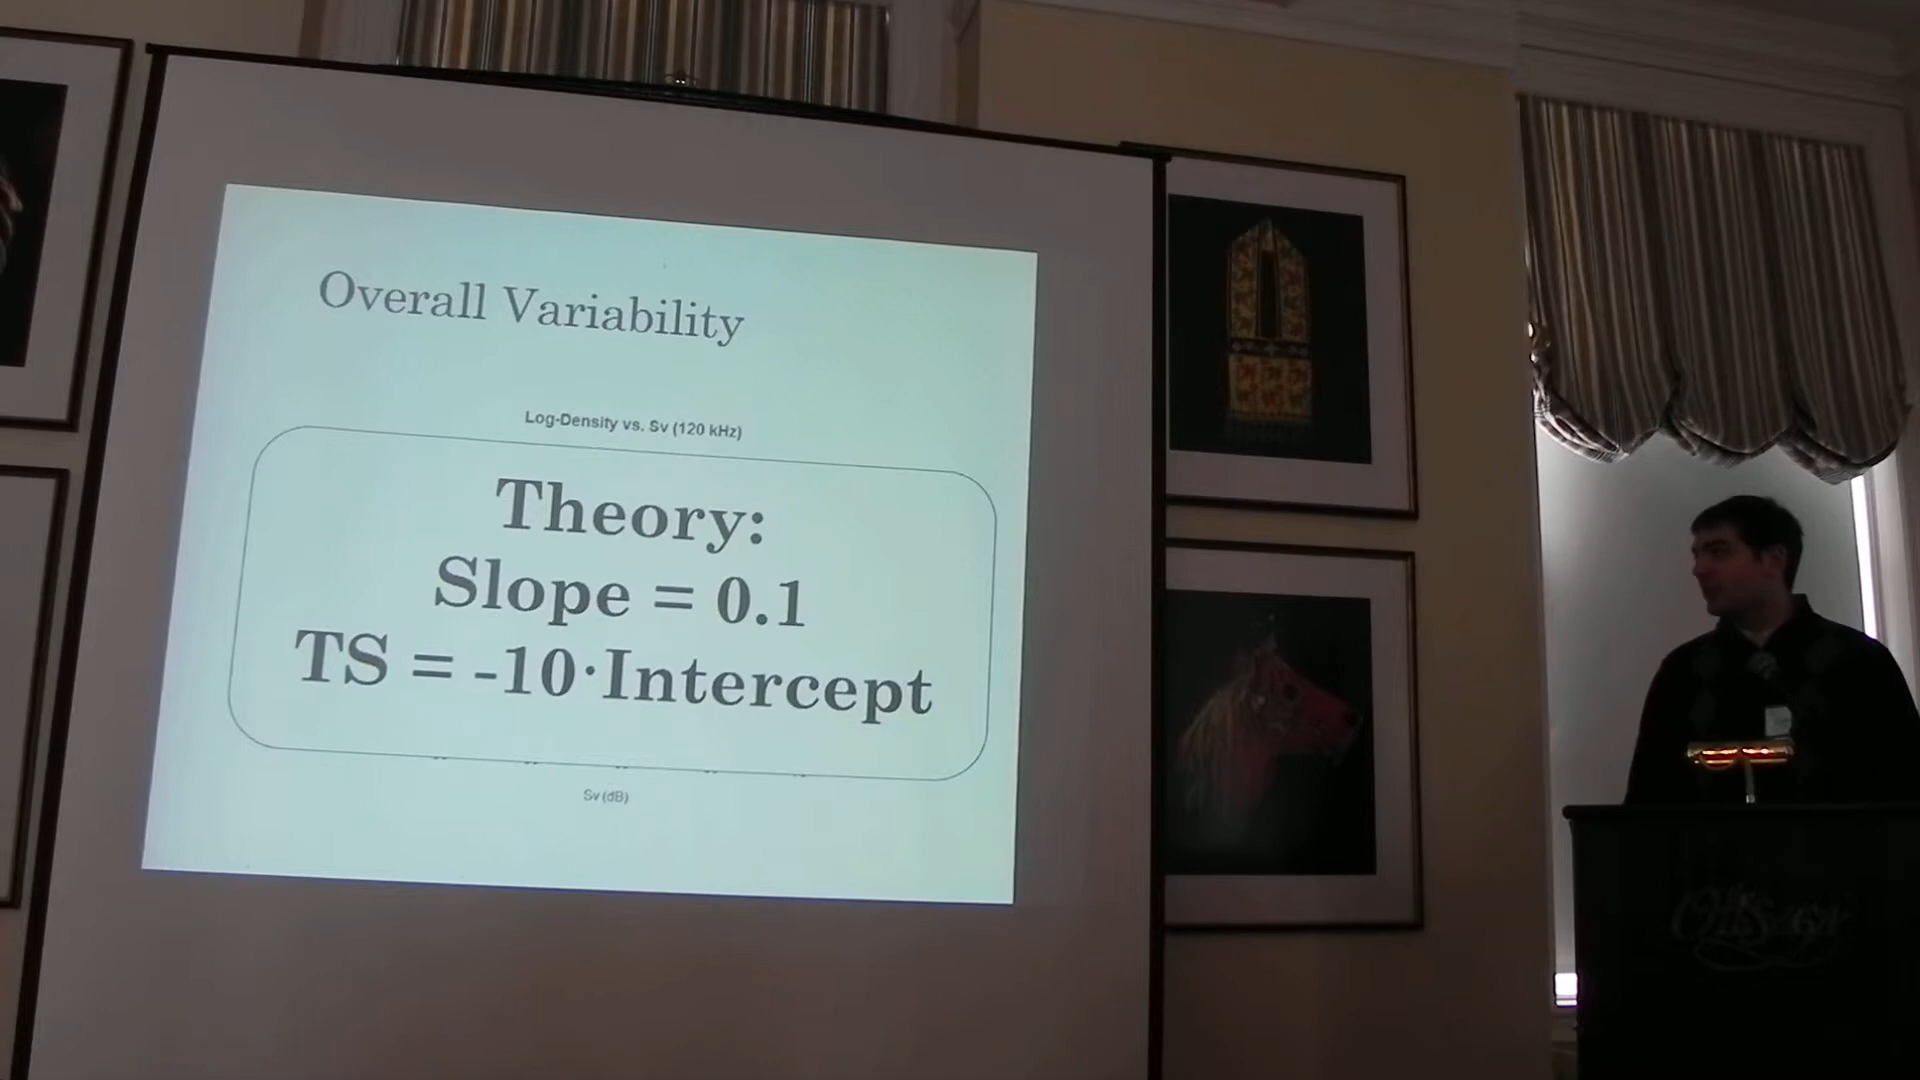 Overall Variability
Log-Density vs. Sv (120 kHz)
Theory:
Slope = 0.1
TS = -10·Intercept
Sv (dB)